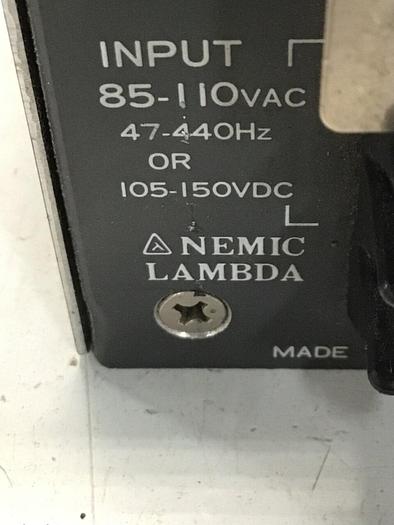 INPUT
85-110VAC
47-440Hz
OR
105-150VDC
NEMIC
LAMBDA
MADE